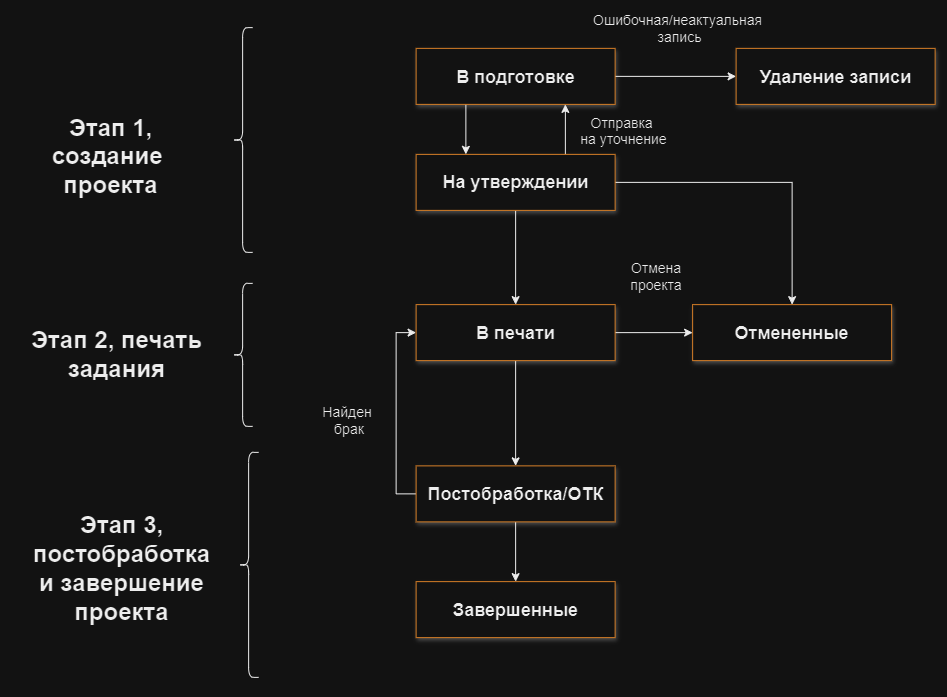 Ошибочная/неактуальная
запись
В подготовке
Удаление записи
Этап 1,
создание
проекта
Отправка
на уточнение
На утверждении
Отмена
проекта
Этап 2, печать
задания
В печати
Отмененные
Найден
брак
Постобработка/ОТК
Этап 3,
постобработка
и завершение
проекта
Завершенные